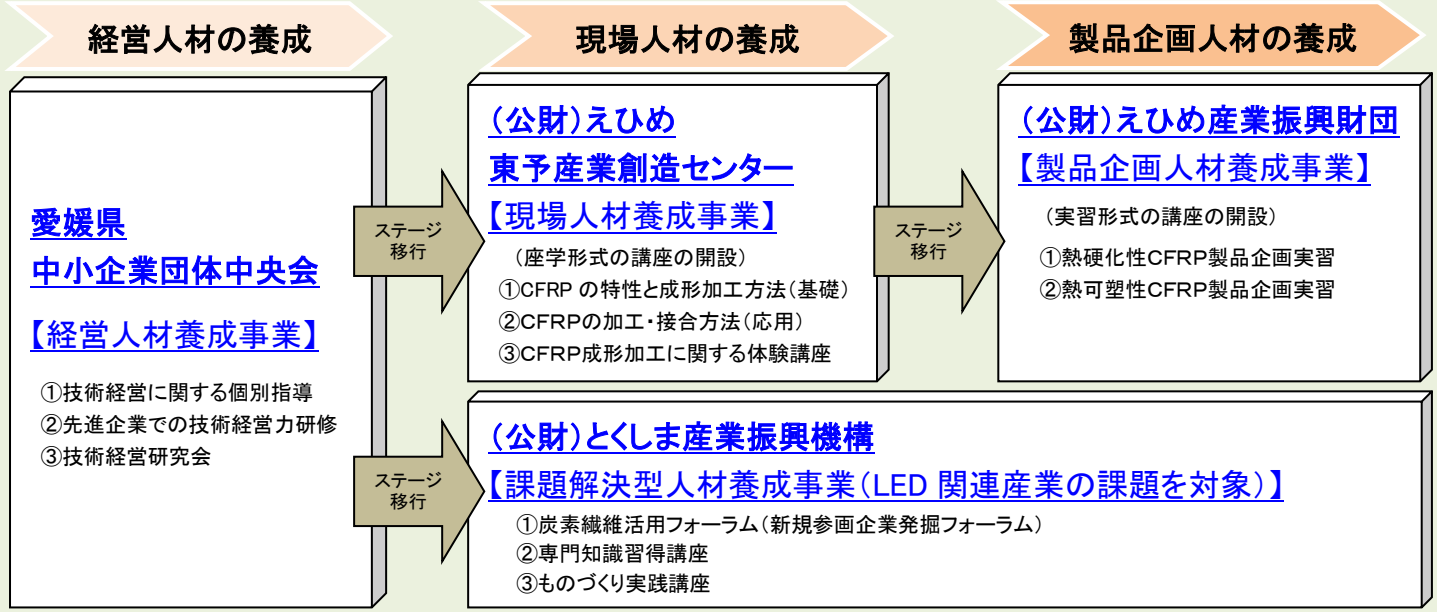 経営人材の養成
現場人材の養成
製品企画人材の養成
愛媛県
中小企業団体中央会
【経営人材養成事業】
①技術経営に関する個別指導
②先進企業での技術経営力研修
③技術経営研究会
ステージ
移行
(公財)えひめ
東予産業創造センター
【現場人材養成事業】
(座学形式の講座の開設)
①CFRP の特性と成形加工方法(基礎)
②CFRPの加工・接合方法(応用)
③CFRP成形加工に関する体験講座
ステージ
移行
(公財)えひめ産業振興財団
【製品企画人材養成事業】
(実習形式の講座の開設)
①熱硬化性CFRP製品企画実習
②熱可塑性CFRP製品企画実習
ステージ
移行
(公財)とくしま産業振興機構
【課題解決型人材養成事業(LED 関連産業の課題を対象)】
①炭素繊維活用フォーラム(新規参画企業発掘フォーラム)
②専門知識習得講座
③ものづくり実践講座